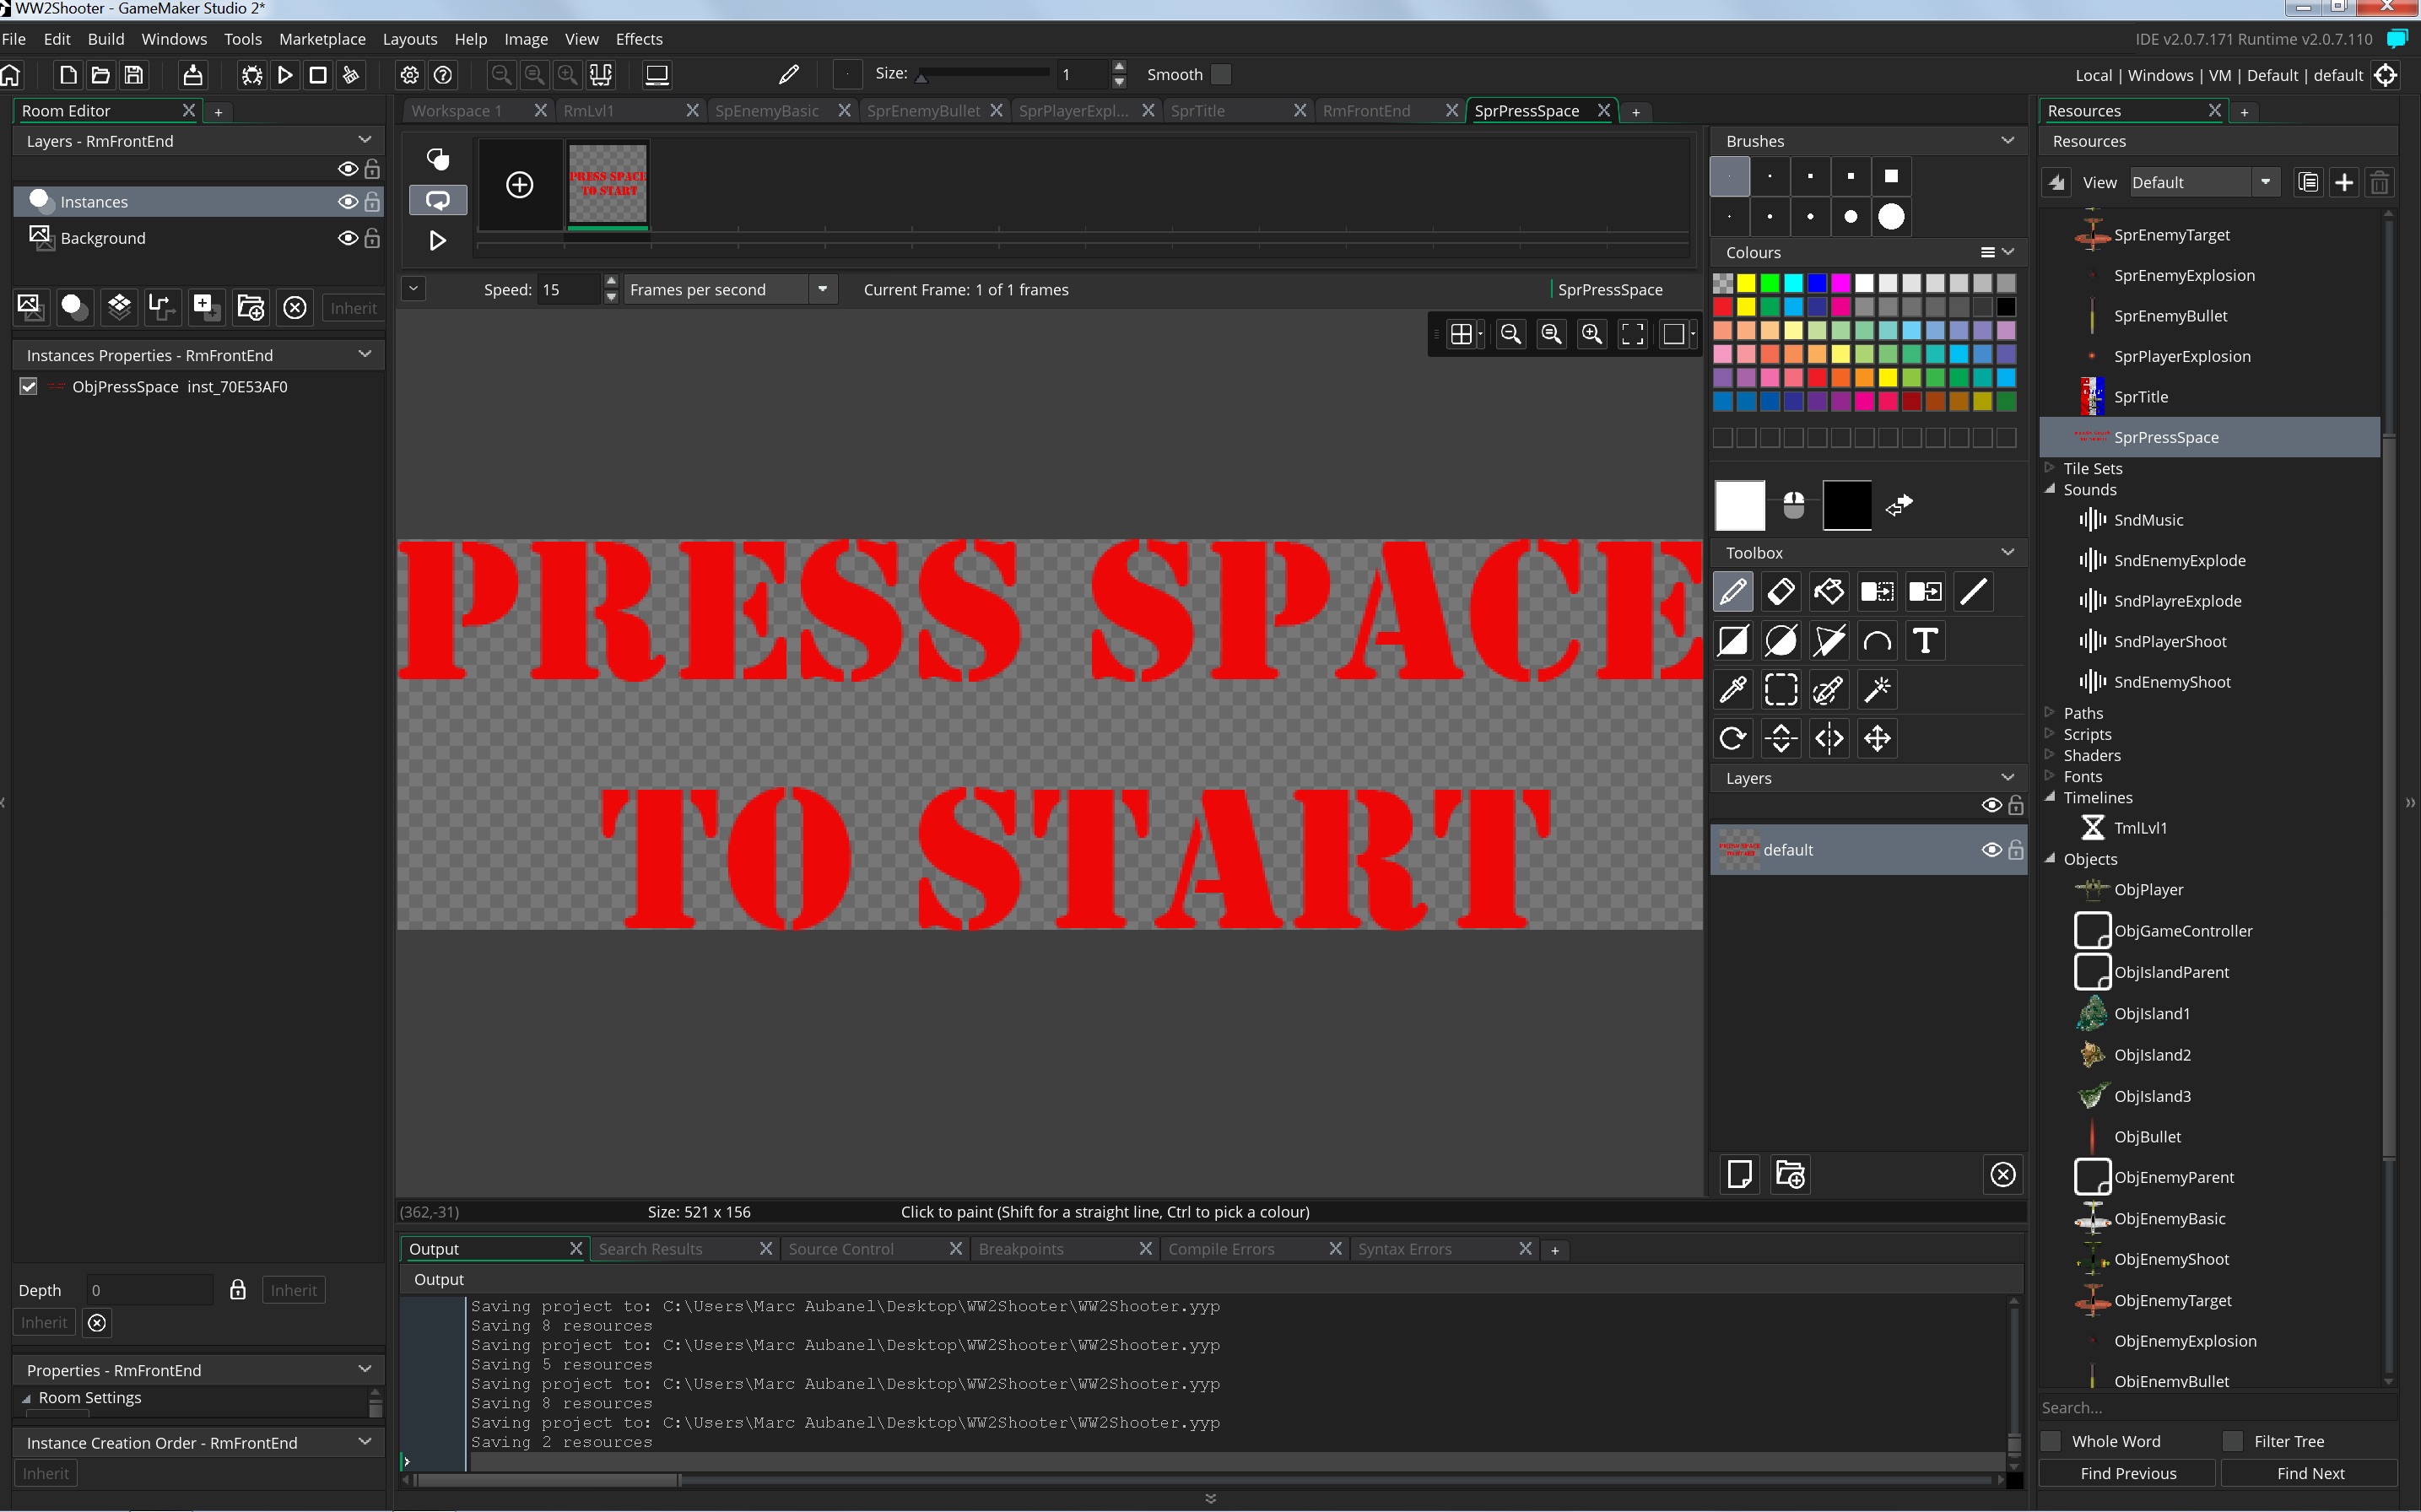 WW2Shooter - GameMaker Studio 2*
File Edit Build Windows Tools Marketplace Layouts Help Image View Effects
IDE v2.0.7.171 Runtime v2.0.7.110
Size: 1 Smooth
Local | Windows | VM | Default | default
Room Editor
Layers - RmFrontEnd
Instances
Background
Inherit
Instances Properties - RmFrontEnd
ObjPressSpace inst_70E53AF0
Depth 0 Inherit
Inherit
Properties - RmFrontEnd
Room Settings
Instance Creation Order - RmFrontEnd
Inherit
Workspace 1 RmLvl1 SpEnemyBasic SprEnemyBullet SprPlayerExpl... SprTitle RmFrontEnd SprPressSpace
PRESS SPACE
TO START
Speed: 15 Frames per second Current Frame: 1 of 1 frames SprPressSpace
PRESS SPACE
TO START
(362,-31) Size: 521 x 156 Click to paint (Shift for a straight line, Ctrl to pick a colour)
Output Search Results Source Control Breakpoints Compile Errors Syntax Errors
Output
Saving project to: C:\Users\Marc Aubanel\Desktop\WW2Shooter\WW2Shooter.yyp
Saving 8 resources
Saving project to: C:\Users\Marc Aubanel\Desktop\WW2Shooter\WW2Shooter.yyp
Saving 5 resources
Saving project to: C:\Users\Marc Aubanel\Desktop\WW2Shooter\WW2Shooter.yyp
Saving 8 resources
Saving project to: C:\Users\Marc Aubanel\Desktop\WW2Shooter\WW2Shooter.yyp
Saving 2 resources
Brushes
Colours
Toolbox
Layers
default
Resources
Resources
View Default
SprEnemyTarget
SprEnemyExplosion
SprEnemyBullet
SprPlayerExplosion
SprTitle
SprPressSpace
Tile Sets
Sounds
SndMusic
SndEnemyExplode
SndPlayreExplode
SndPlayerShoot
SndEnemyShoot
Paths
Scripts
Shaders
Fonts
Timelines
TmlLvl1
Objects
ObjPlayer
ObjGameController
ObjIslandParent
ObjIsland1
ObjIsland2
ObjIsland3
ObjBullet
ObjEnemyParent
ObjEnemyBasic
ObjEnemyShoot
ObjEnemyTarget
ObjEnemyExplosion
ObjEnemyBullet
Search...
Whole Word Filter Tree
Find Previous Find Next